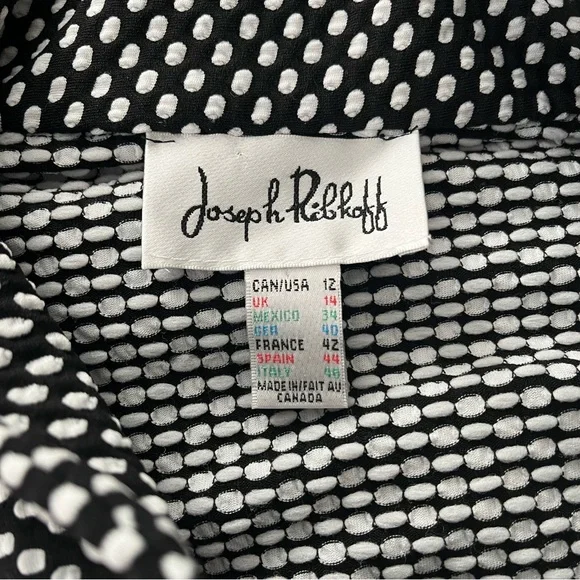 Joseph Ribkoff
CAN/USA 12
UK 14
MEXICO 34
GER 40
FRANCE 42
SPAIN 44
ITALY 46
MADE IN/FAIT AU
CANADA